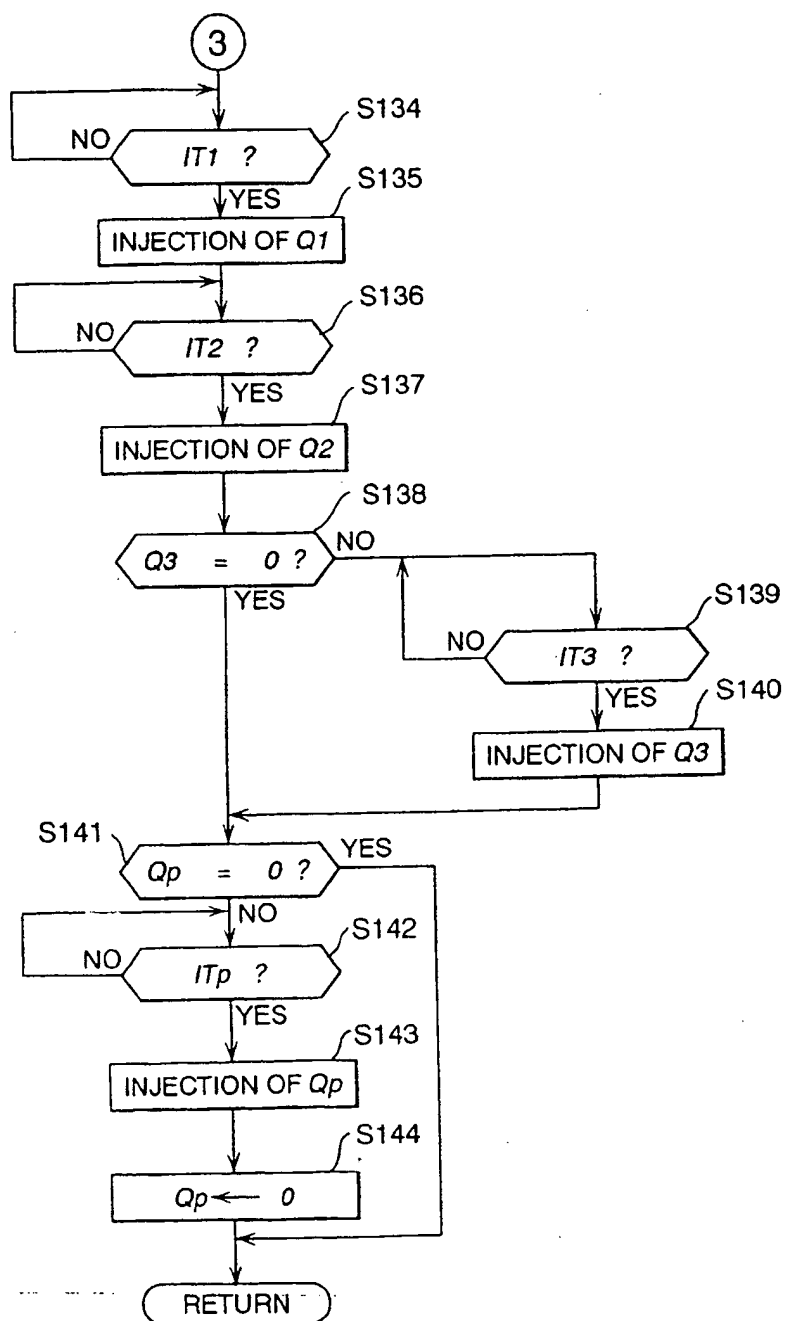 3
S134
NO
IT1 ?
YES
S135
INJECTION OF Q1
S136
NO
IT2 ?
YES
S137
INJECTION OF Q2
S138
Q3 = 0 ?
NO
YES
S139
NO
IT3 ?
YES
S140
INJECTION OF Q3
S141
Qp = 0 ?
YES
NO
S142
NO
ITp ?
YES
S143
INJECTION OF Qp
S144
Qp ← 0
RETURN